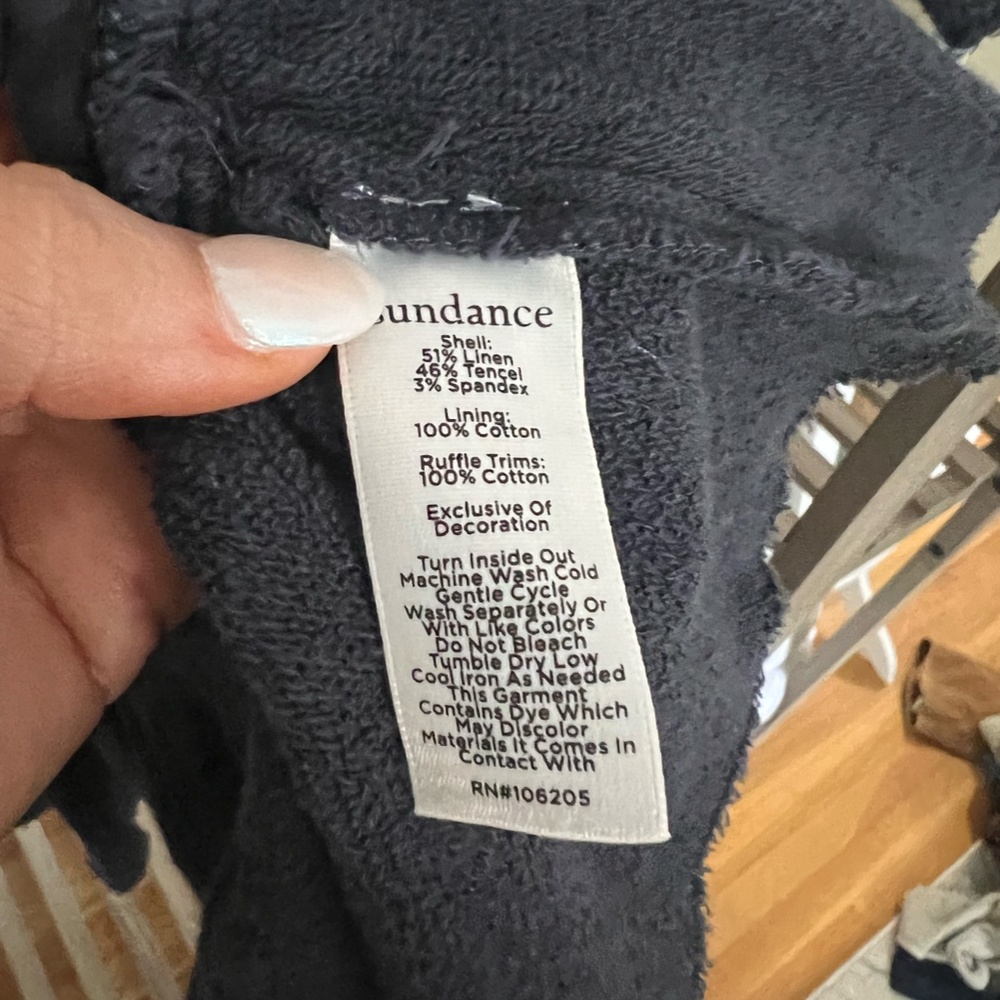 sundance
Shell:
51% Linen
46% Tencel
3% Spandex
Lining:
100% Cotton
Ruffle Trims:
100% Cotton
Exclusive Of
Decoration
Turn Inside Out
Machine Wash Cold
Gentle Cycle
Wash Separately Or
With Like Colors
Do Not Bleach
Tumble Dry Low
Cool Iron As Needed
This Garment
Contains Dye Which
May Discolor
Materials It Comes In
Contact With
RN#106205